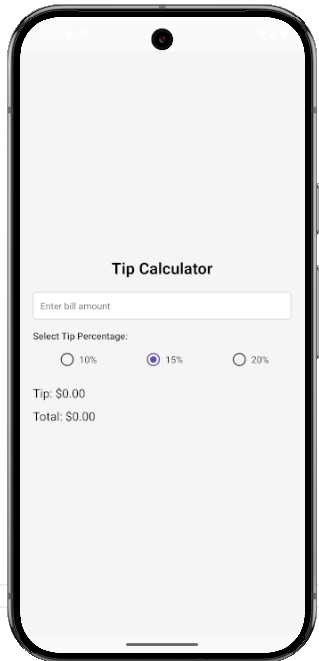 Tip Calculator
Enter bill amount
Select Tip Percentage:
10% 15% 20%
Tip: $0.00
Total: $0.00